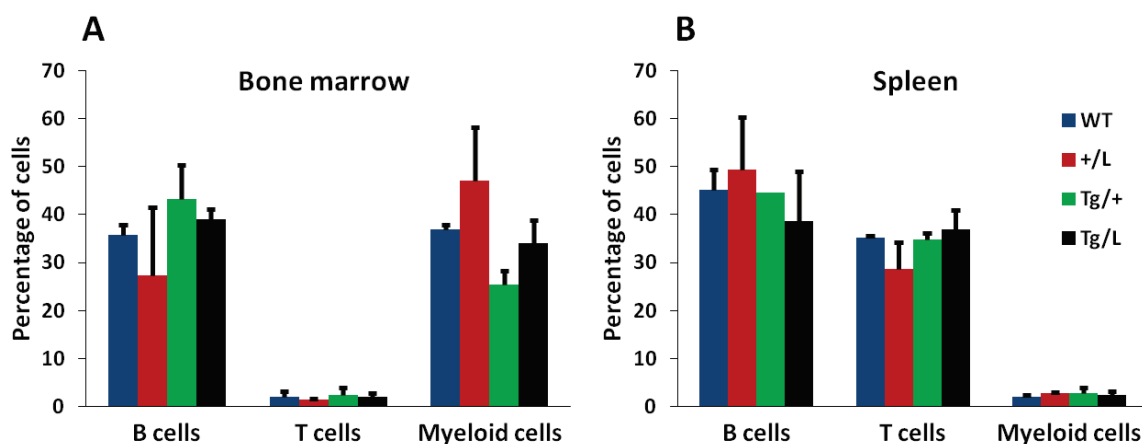 A
Bone marrow
Percentage of cells
70
60
50
40
30
20
10
0
B cells T cells Myeloid cells
B
Spleen
Percentage of cells
70
60
50
40
30
20
10
0
B cells T cells Myeloid cells
WT
+/L
Tg/+
Tg/L